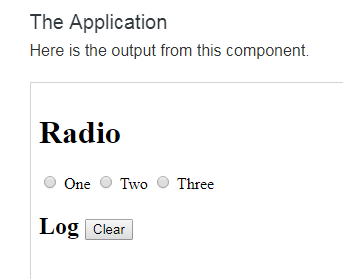 The Application
Here is the output from this component.
Radio
One Two Three
Log Clear